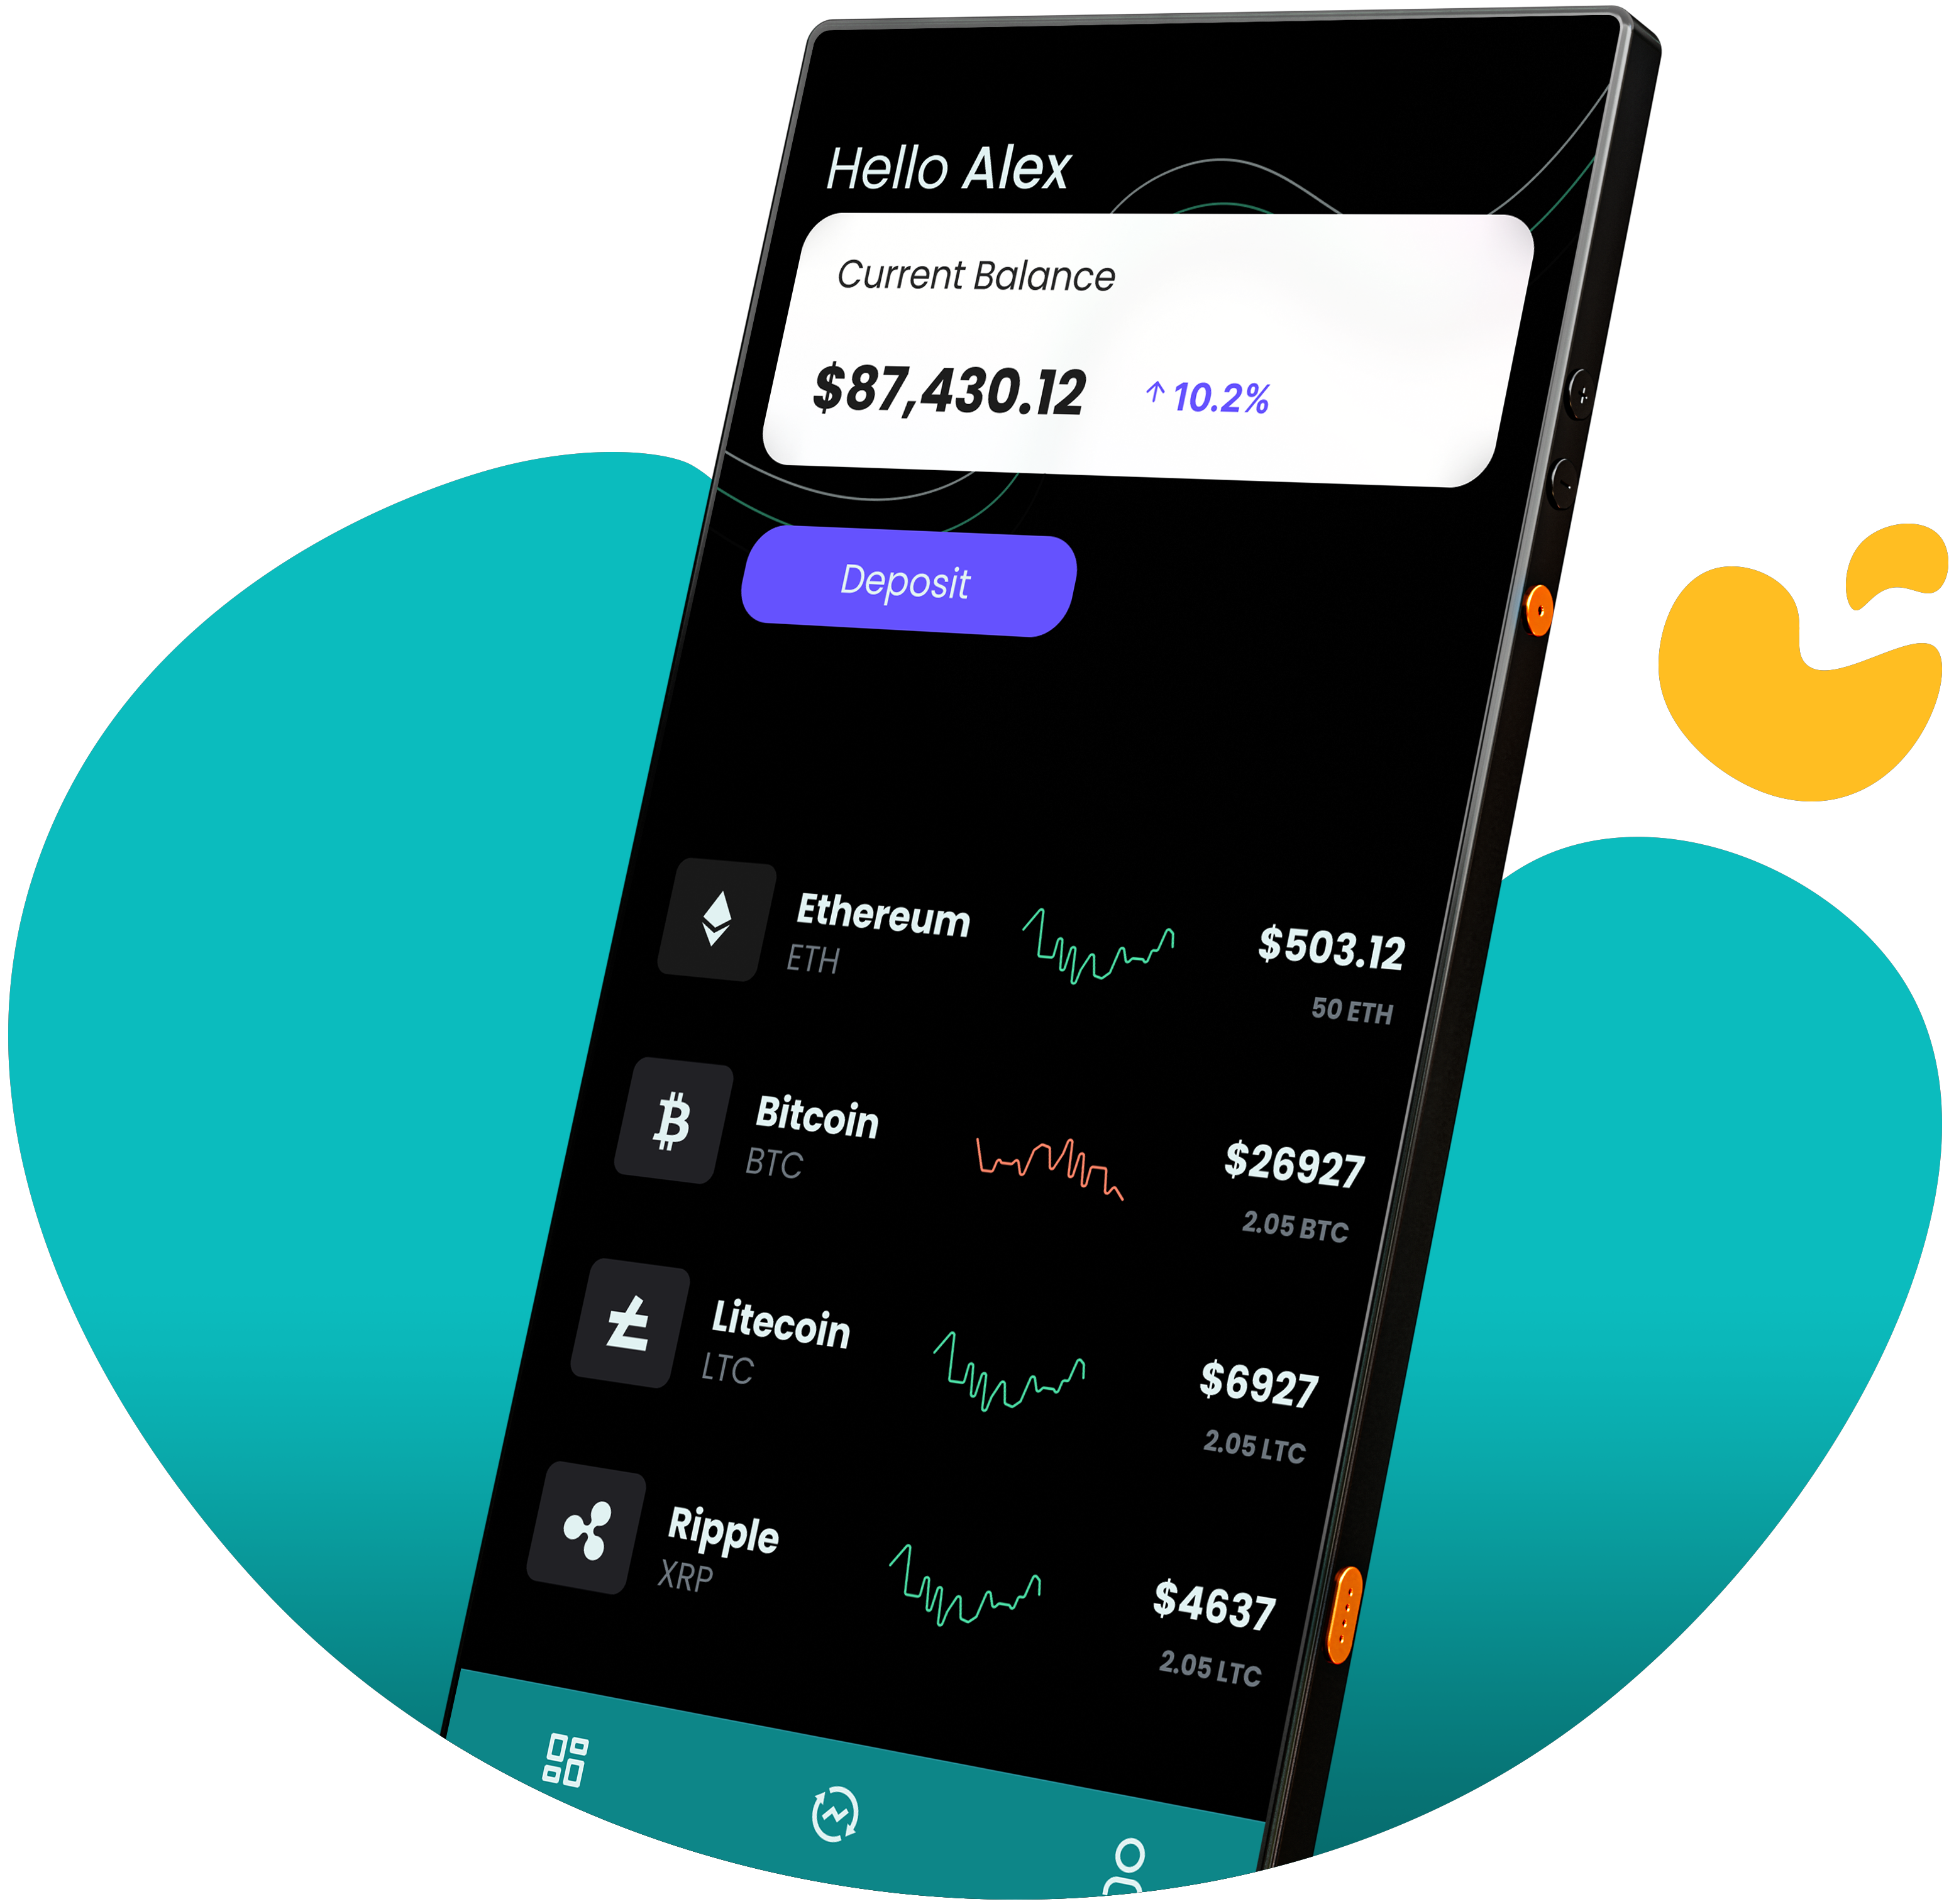 Hello Alex
Current Balance
$87,430.12 ↑10.2%
Deposit
Ethereum
ETH
$503.12
50 ETH
Bitcoin
BTC
$26927
2.05 BTC
Litecoin
LTC
$6927
2.05 LTC
Ripple
XRP
$4637
2.05 LTC